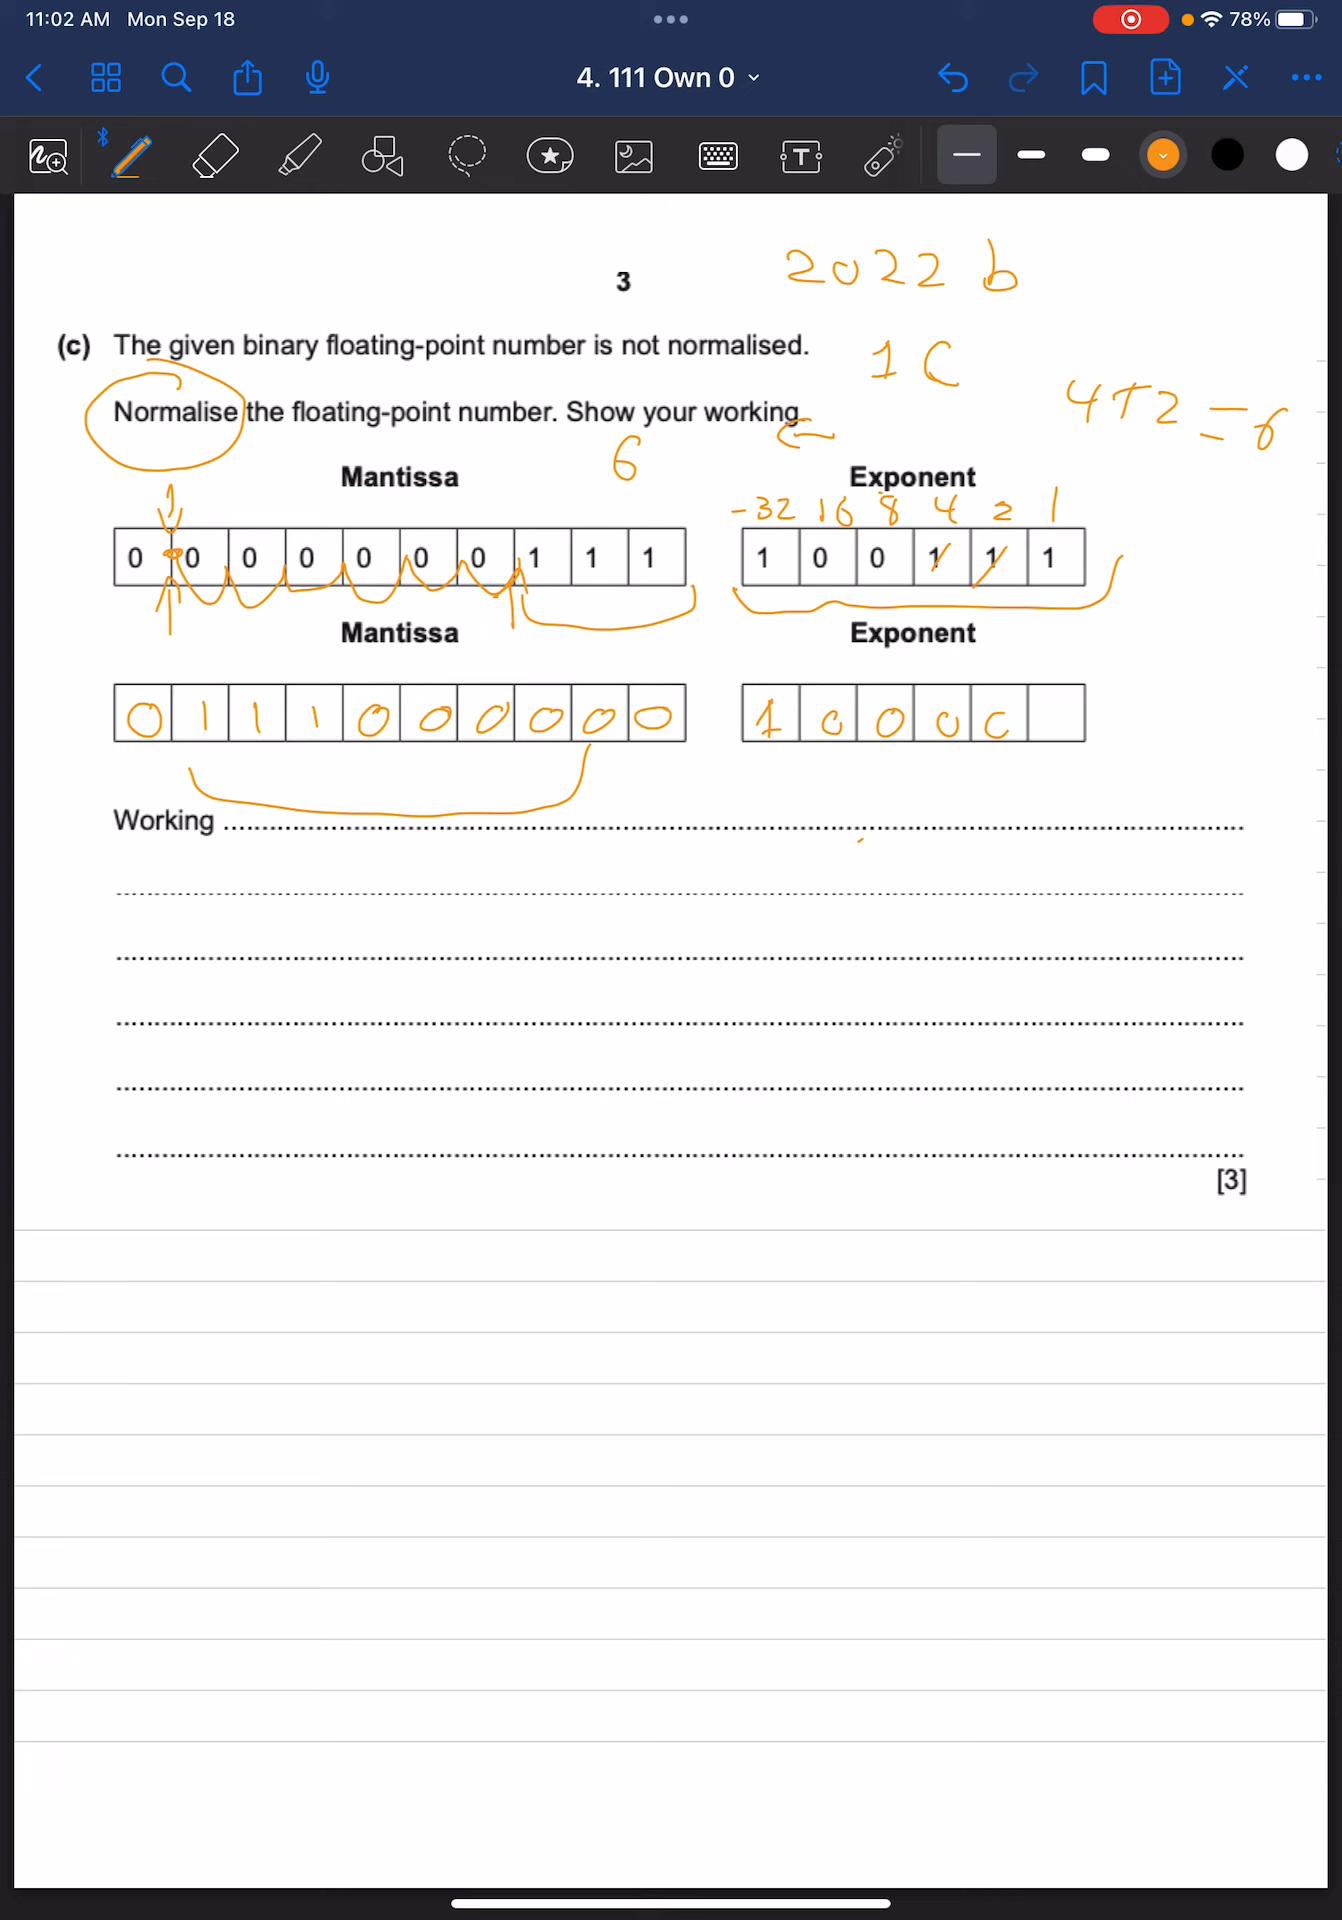 11:02 AM Mon Sep 18
78%
4. 111 Own 0
T
3
2022 b
(c) The given binary floating-point number is not normalised.
1 C
Normalise the floating-point number. Show your working.
4+2=6
6
Mantissa Exponent
-32 16 8 4 2 1
0 0 0 0 0 0 0 1 1 1 1 0 0 1 1 1
Mantissa Exponent
0 1 1 1 0 0 0 0 0 0 1 0 0 0 0
Working ................................................................
[3]